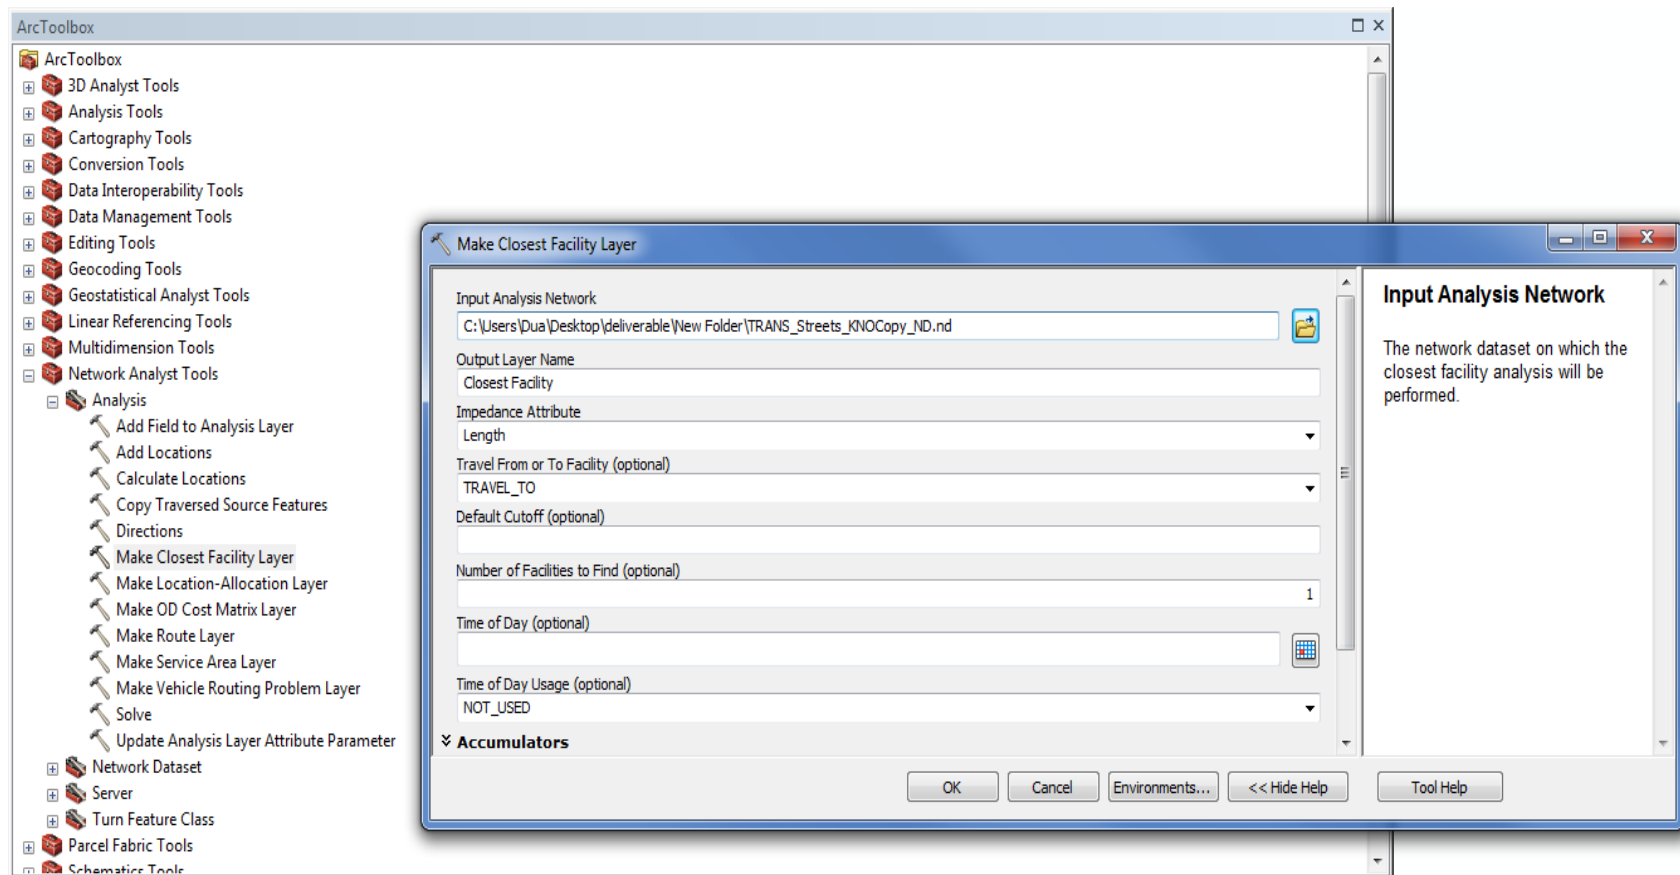 ArcToolbox
ArcToolbox
3D Analyst Tools
Analysis Tools
Cartography Tools
Conversion Tools
Data Interoperability Tools
Data Management Tools
Editing Tools
Geocoding Tools
Geostatistical Analyst Tools
Linear Referencing Tools
Multidimension Tools
Network Analyst Tools
Analysis
Add Field to Analysis Layer
Add Locations
Calculate Locations
Copy Traversed Source Features
Directions
Make Closest Facility Layer
Make Location-Allocation Layer
Make OD Cost Matrix Layer
Make Route Layer
Make Service Area Layer
Make Vehicle Routing Problem Layer
Solve
Update Analysis Layer Attribute Parameter
Network Dataset
Server
Turn Feature Class
Parcel Fabric Tools
Schematics Tools
Make Closest Facility Layer
Input Analysis Network
C:\Users\Dua\Desktop\deliverable\New Folder\TRANS_Streets_KNOCopy_ND.nd
Output Layer Name
Closest Facility
Impedance Attribute
Length
Travel From or To Facility (optional)
TRAVEL_TO
Default Cutoff (optional)
Number of Facilities to Find (optional)
1
Time of Day (optional)
Time of Day Usage (optional)
NOT_USED
Accumulators
OK
Cancel
Environments...
<< Hide Help
Tool Help
Input Analysis Network
The network dataset on which the
closest facility analysis will be
performed.